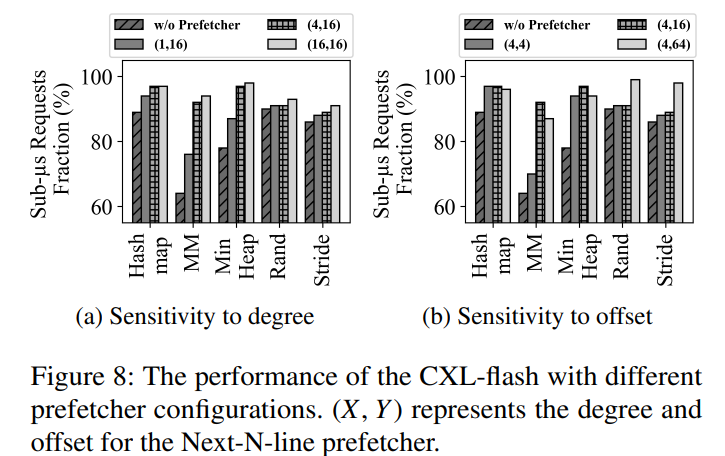 w/o Prefetcher
(4,16)
(1,16)
(16,16)
Sub-μs Requests
Fraction (%)
100
80
60
Hash
map
MM
Min
Heap
Rand
Stride
(a) Sensitivity to degree
w/o Prefetcher
(4,16)
(4,4)
(4,64)
Sub-μs Requests
Fraction (%)
100
80
60
Hash
map
MM
Min
Heap
Rand
Stride
(b) Sensitivity to offset
Figure 8: The performance of the CXL-flash with different
prefetcher configurations. (X, Y) represents the degree and
offset for the Next-N-line prefetcher.